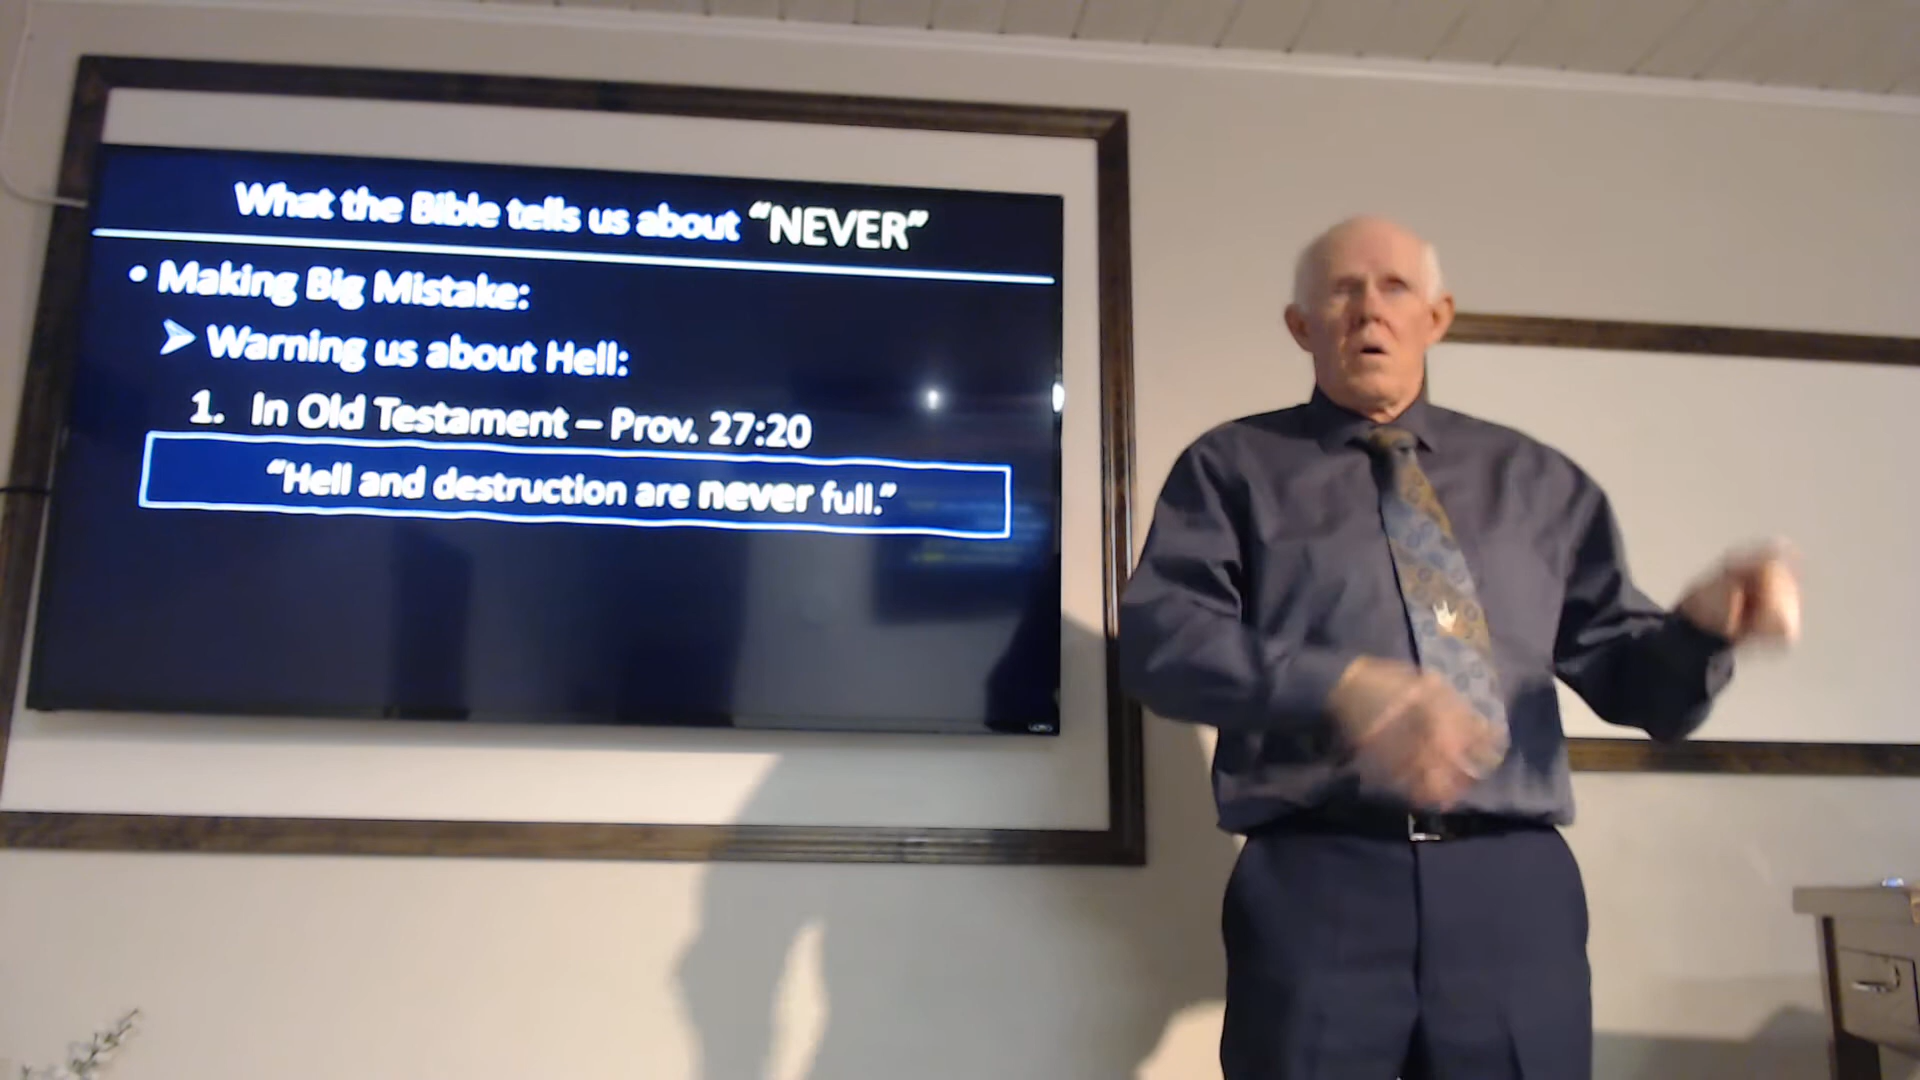 What the Bible tells us about “NEVER”
• Making Big Mistake:
➤ Warning us about Hell:
1. In Old Testament – Prov. 27:20
“Hell and destruction are never full.”